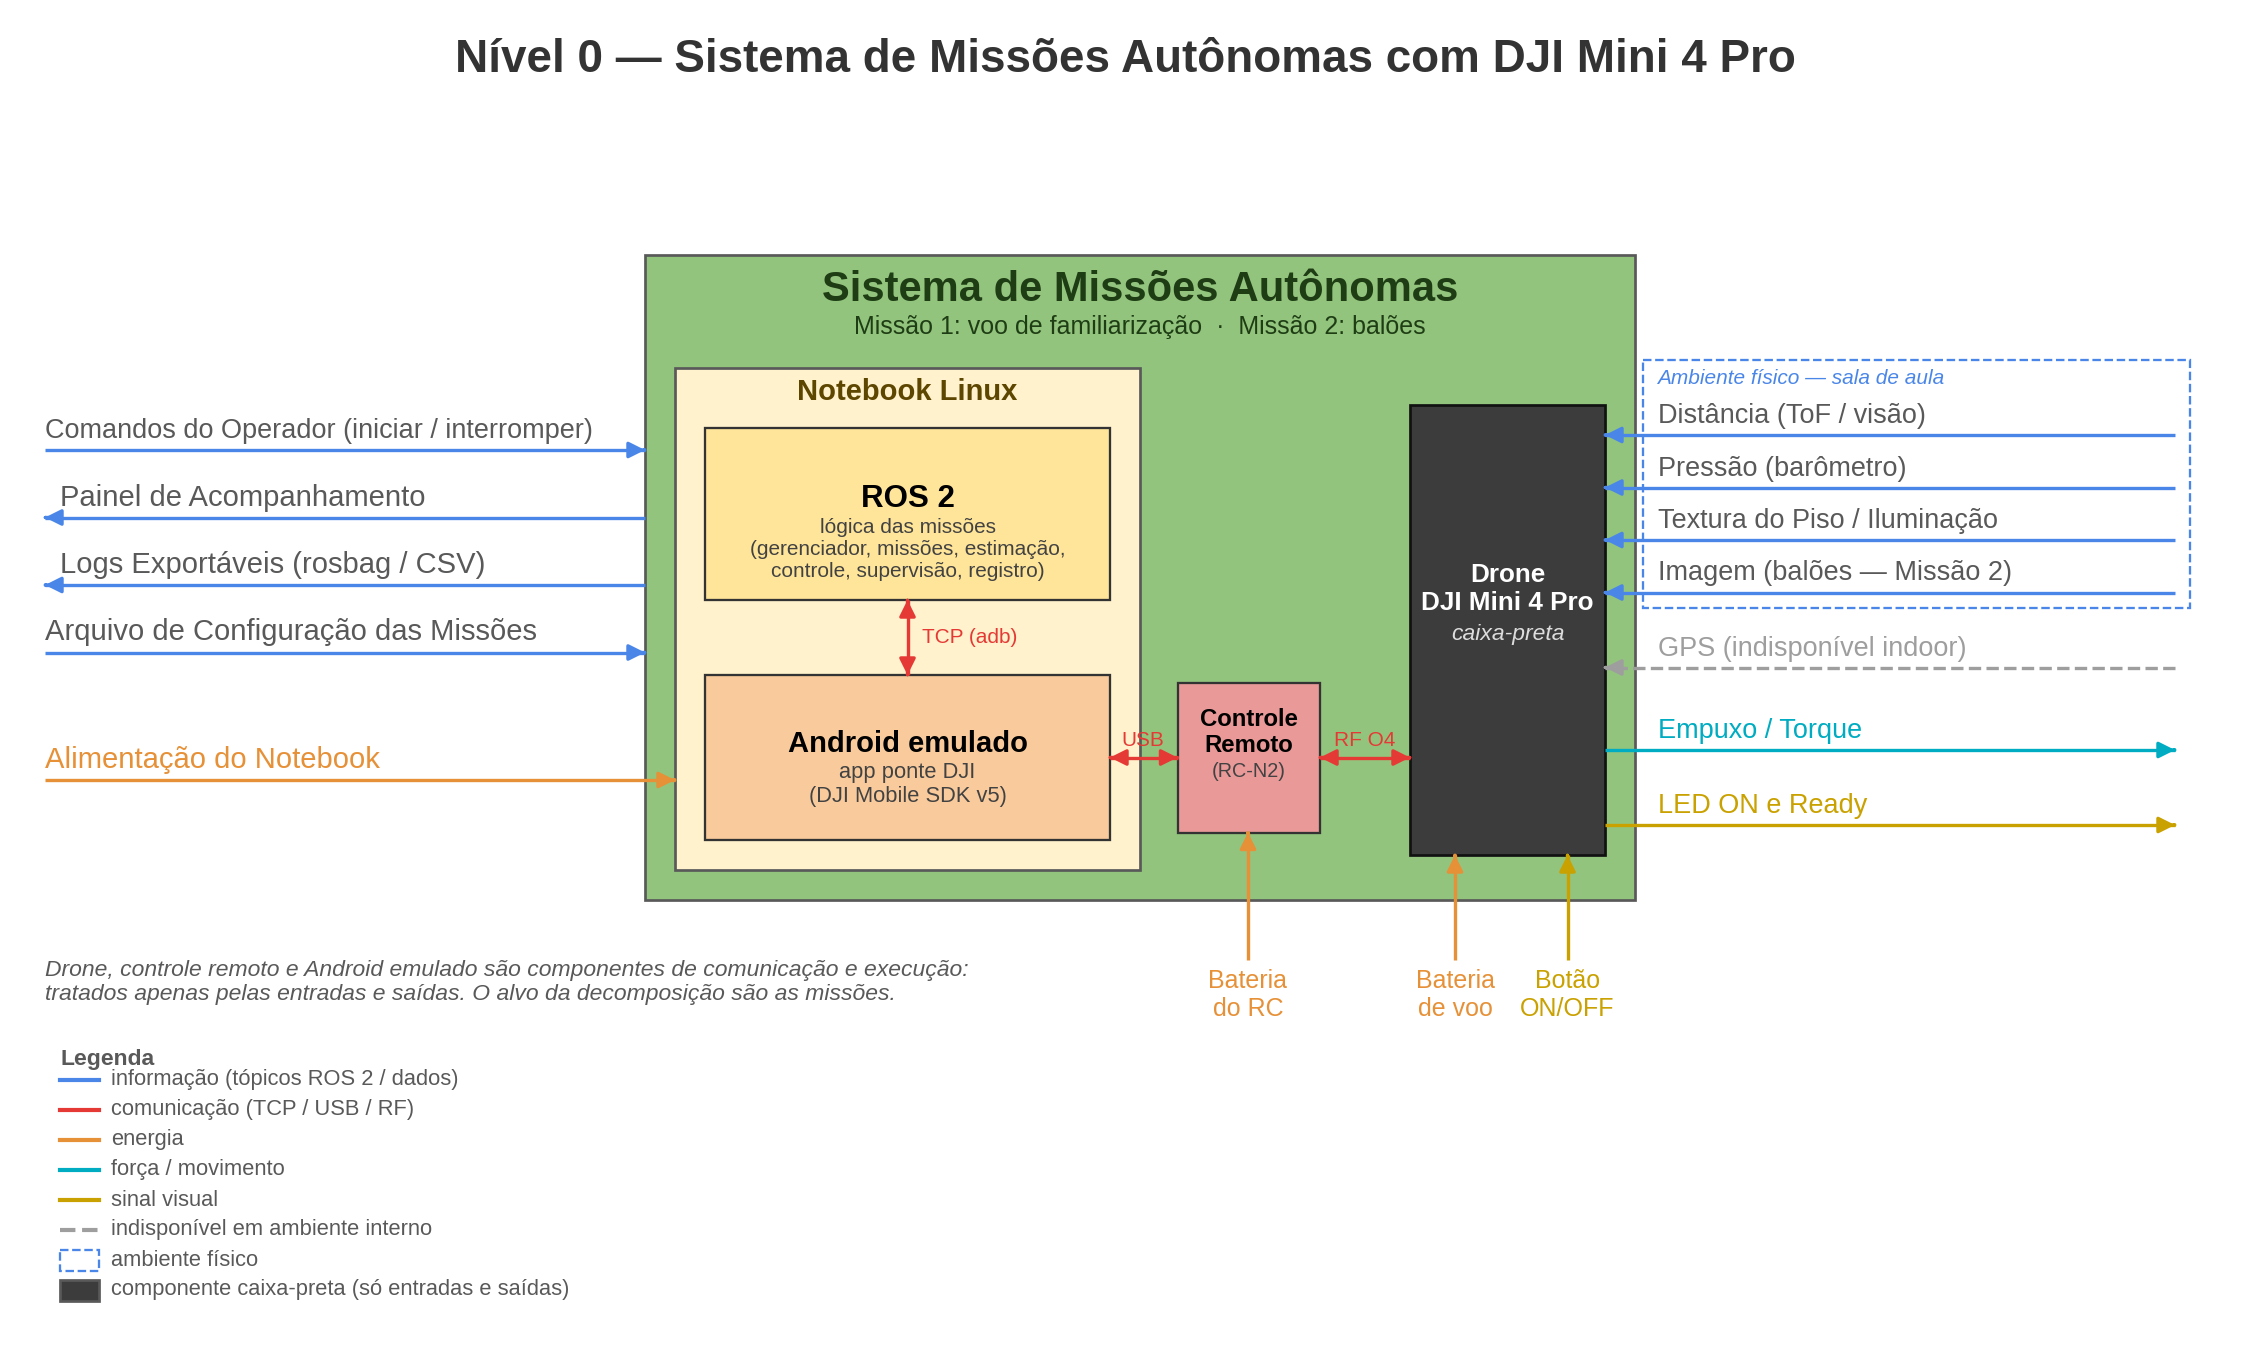 Nível 0 — Sistema de Missões Autônomas com DJI Mini 4 Pro
Sistema de Missões Autônomas
Missão 1: voo de familiarização · Missão 2: balões
Comandos do Operador (iniciar / interromper)
Painel de Acompanhamento
Logs Exportáveis (rosbag / CSV)
Arquivo de Configuração das Missões
Alimentação do Notebook
Notebook Linux
ROS 2
lógica das missões
(gerenciador, missões, estimação,
controle, supervisão, registro)
TCP (adb)
Android emulado
app ponte DJI
(DJI Mobile SDK v5)
USB
Controle
Remoto
(RC-N2)
RF O4
Drone
DJI Mini 4 Pro
caixa-preta
Ambiente físico — sala de aula
Distância (ToF / visão)
Pressão (barômetro)
Textura do Piso / Iluminação
Imagem (balões — Missão 2)
GPS (indisponível indoor)
Empuxo / Torque
LED ON e Ready
Bateria
do RC
Bateria
de voo
Botão
ON/OFF
Drone, controle remoto e Android emulado são componentes de comunicação e execução:
tratados apenas pelas entradas e saídas. O alvo da decomposição são as missões.
Legenda
informação (tópicos ROS 2 / dados)
comunicação (TCP / USB / RF)
energia
força / movimento
sinal visual
indisponível em ambiente interno
ambiente físico
componente caixa-preta (só entradas e saídas)